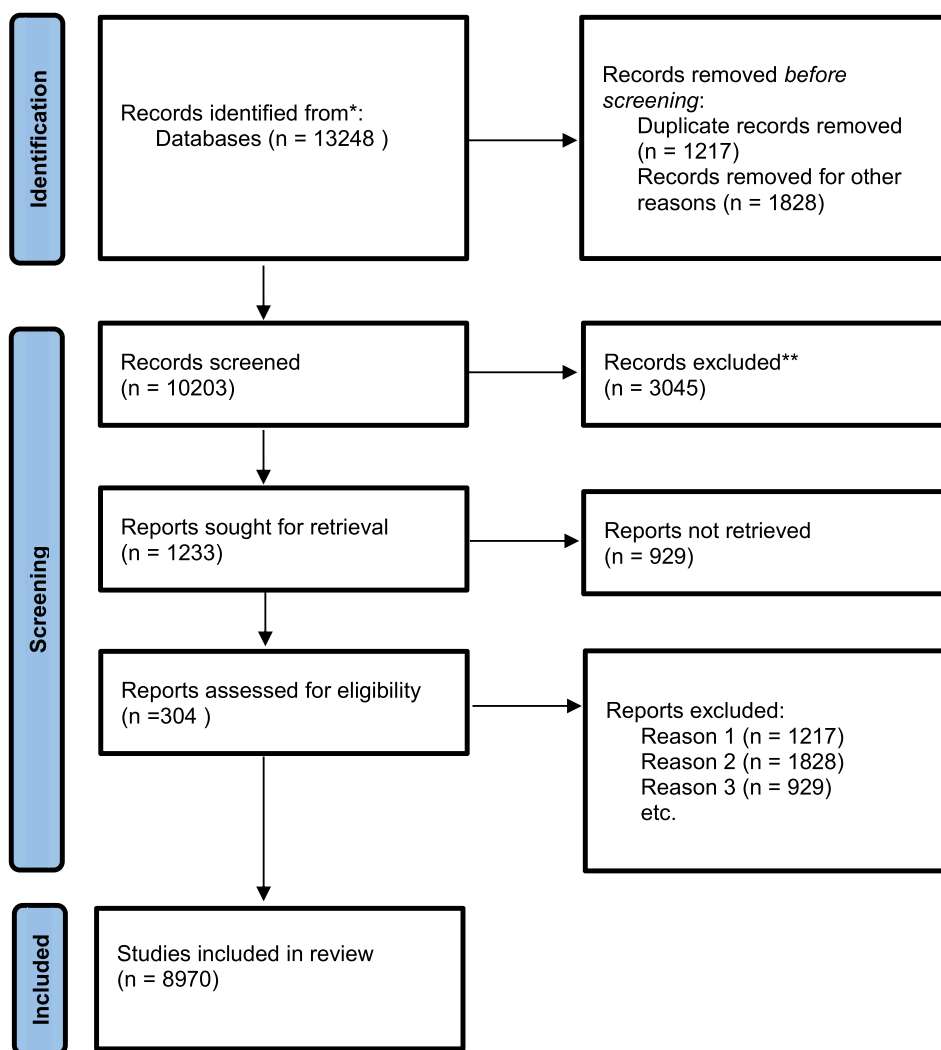 Identification
Records identified from*:
Databases (n = 13248 )
Records removed before
screening:
Duplicate records removed
(n = 1217)
Records removed for other
reasons (n = 1828)
Screening
Records screened
(n = 10203)
Records excluded**
(n = 3045)
Reports sought for retrieval
(n = 1233)
Reports not retrieved
(n = 929)
Reports assessed for eligibility
(n =304 )
Reports excluded:
Reason 1 (n = 1217)
Reason 2 (n = 1828)
Reason 3 (n = 929)
etc.
Included
Studies included in review
(n = 8970)